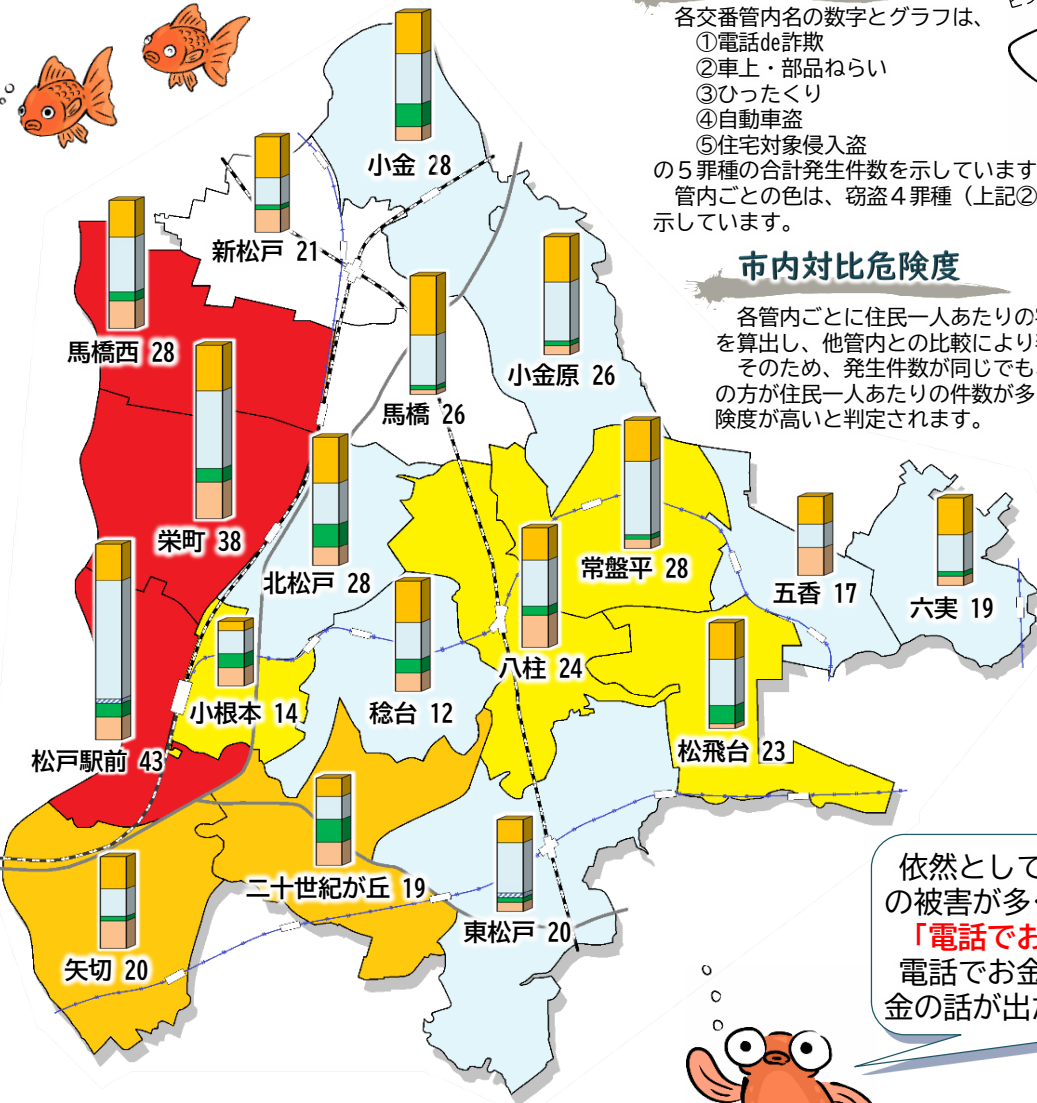 各交番管内名の数字とグラフは、
①電話de詐欺
②車上・部品ねらい
③ひったくり
④自動車盗
⑤住宅対象侵入盗
の５罪種の合計発生件数を示しています
管内ごとの色は、窃盗４罪種（上記②
示しています。
市内対比危険度
各管内ごとに住民一人あたりの
を算出し、他管内との比較により
そのため、発生件数が同じでも
の方が住民一人あたりの件数が多
険度が高いと判定されます。
小金 28
新松戸 21
馬橋西 28
小金原 26
馬橋 26
栄町 38
北松戸 28
常盤平 28
五香 17
六実 19
八柱 24
小根本 14
稔台 12
松飛台 23
松戸駅前 43
二十世紀が丘 19
東松戸 20
矢切 20
依然として
の被害が多
「電話でお
電話でお金
金の話が出